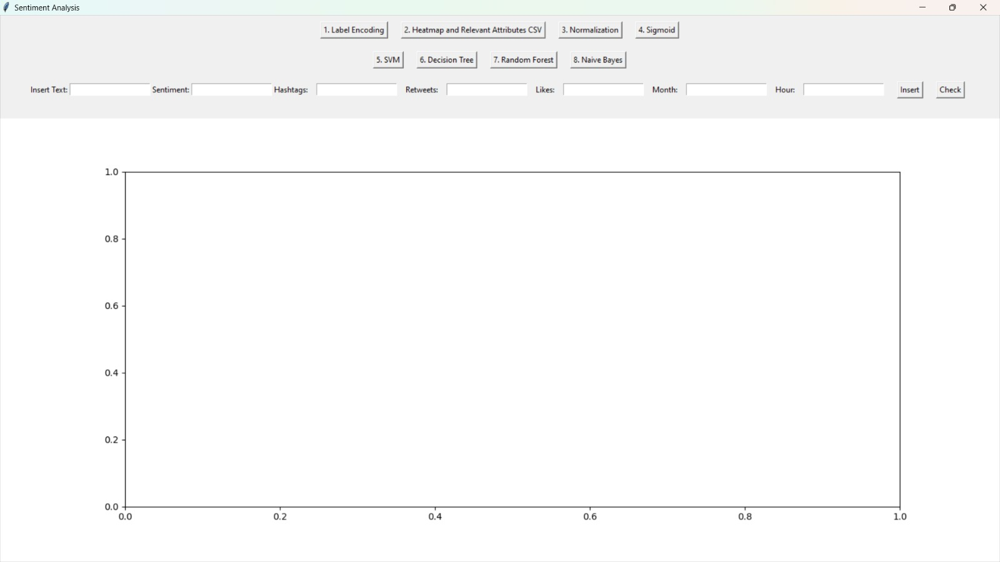 Sentiment Analysis
1. Label Encoding 2. Heatmap and Relevant Attributes CSV 3. Normalization 4. Sigmoid
5. SVM 6. Decision Tree 7. Random Forest 8. Naive Bayes
Insert Text: Sentiment: Hashtags: Retweets: Likes: Month: Hour: Insert Check
1.0
0.8
0.6
0.4
0.2
0.0
0.0 0.2 0.4 0.6 0.8 1.0